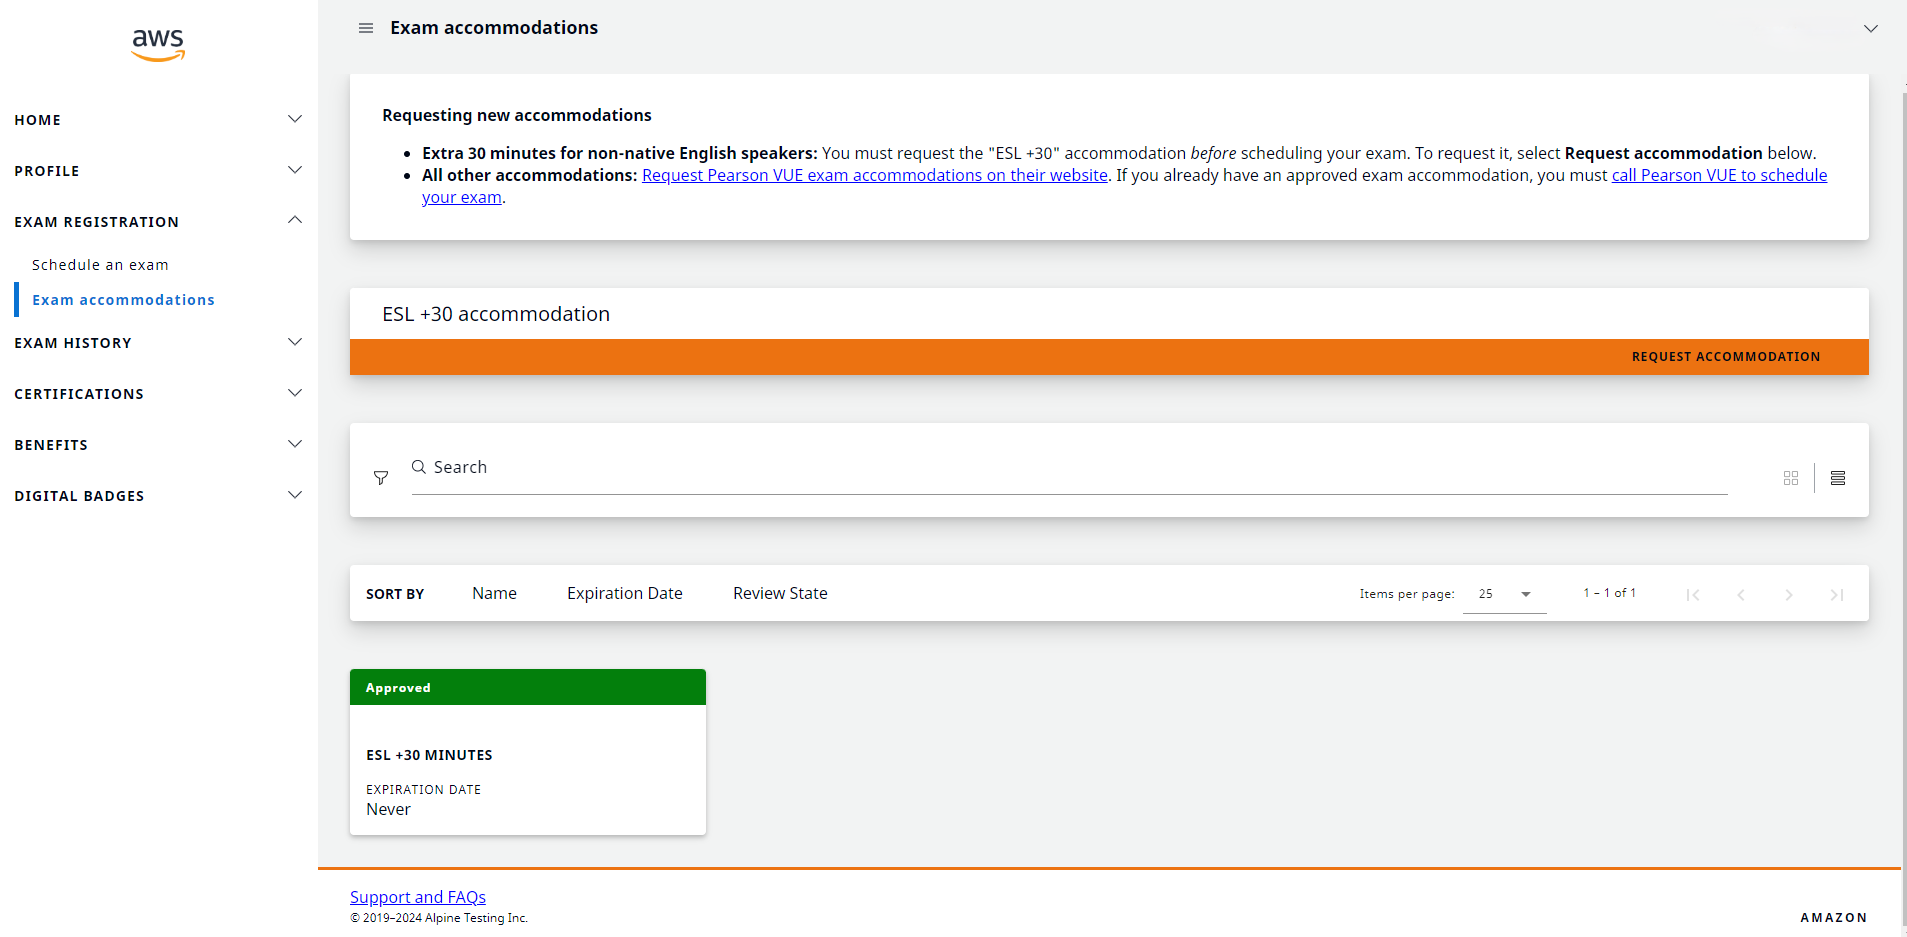 aws
HOME
PROFILE
EXAM REGISTRATION
Schedule an exam
Exam accommodations
EXAM HISTORY
CERTIFICATIONS
BENEFITS
DIGITAL BADGES
Exam accommodations
Requesting new accommodations
• Extra 30 minutes for non-native English speakers: You must request the "ESL +30" accommodation before scheduling your exam. To request it, select Request accommodation below.
• All other accommodations: Request Pearson VUE exam accommodations on their website. If you already have an approved exam accommodation, you must call Pearson VUE to schedule
your exam.
ESL +30 accommodation
REQUEST ACCOMMODATION
Search
SORT BY Name Expiration Date Review State Items per page: 25 1 – 1 of 1
Approved
ESL +30 MINUTES
EXPIRATION DATE
Never
Support and FAQs
© 2019–2024 Alpine Testing Inc.
AMAZON